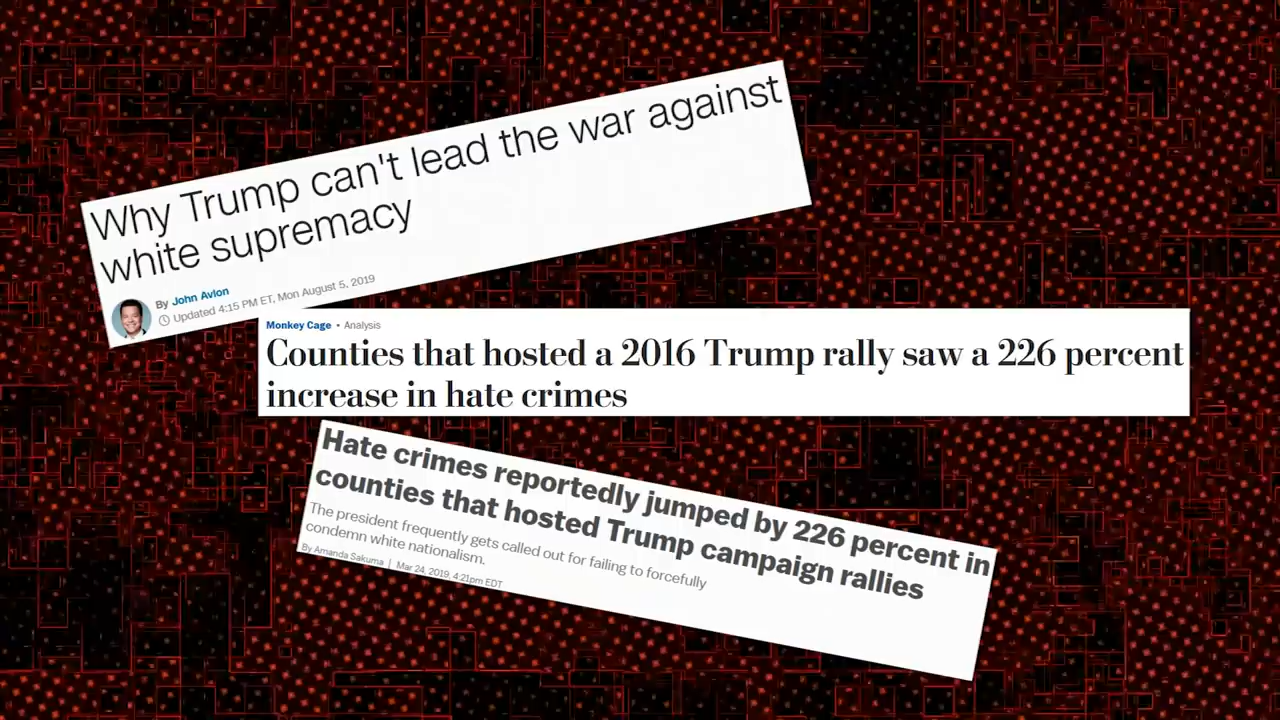 Why Trump can't lead the war against
white supremacy
By John Avlon
Updated 4:15 PM ET, Mon August 5, 2019
Monkey Cage • Analysis
Counties that hosted a 2016 Trump rally saw a 226 percent
increase in hate crimes
Hate crimes reportedly jumped by 226 percent in
counties that hosted Trump campaign rallies
The president frequently gets called out for failing to forcefully
condemn white nationalism.
By Amanda Sakuma | Mar 24, 2019, 4:21pm EDT